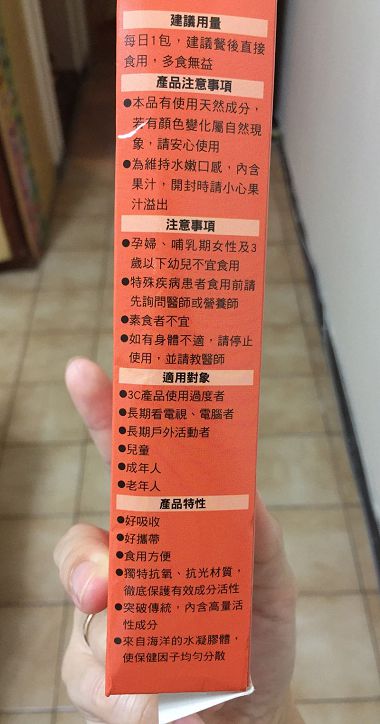 建議用量
每日1包，建議餐後直接
食用，多食無益
產品注意事項
●本品有使用天然成分，
若有顏色變化屬自然現
象，請安心使用
●為維持水嫩口感，內含
果汁，開封時請小心果
汁溢出
注意事項
●孕婦、哺乳期女性及3
歲以下幼兒不宜食用
●特殊疾病患者食用前請
先詢問醫師或營養師
●素食者不宜
●如有身體不適，請停止
使用，並請教醫師
適用對象
●3C產品使用過度者
●長期看電視、電腦者
●長期戶外活動者
●兒童
●成年人
●老年人
產品特性
●好吸收
●好攜帶
●食用方便
●獨特抗氧、抗光材質，
徹底保護有效成分活性
●突破傳統，內含高量活
性成分
●來自海洋的水凝膠體，
使保健因子均勻分散